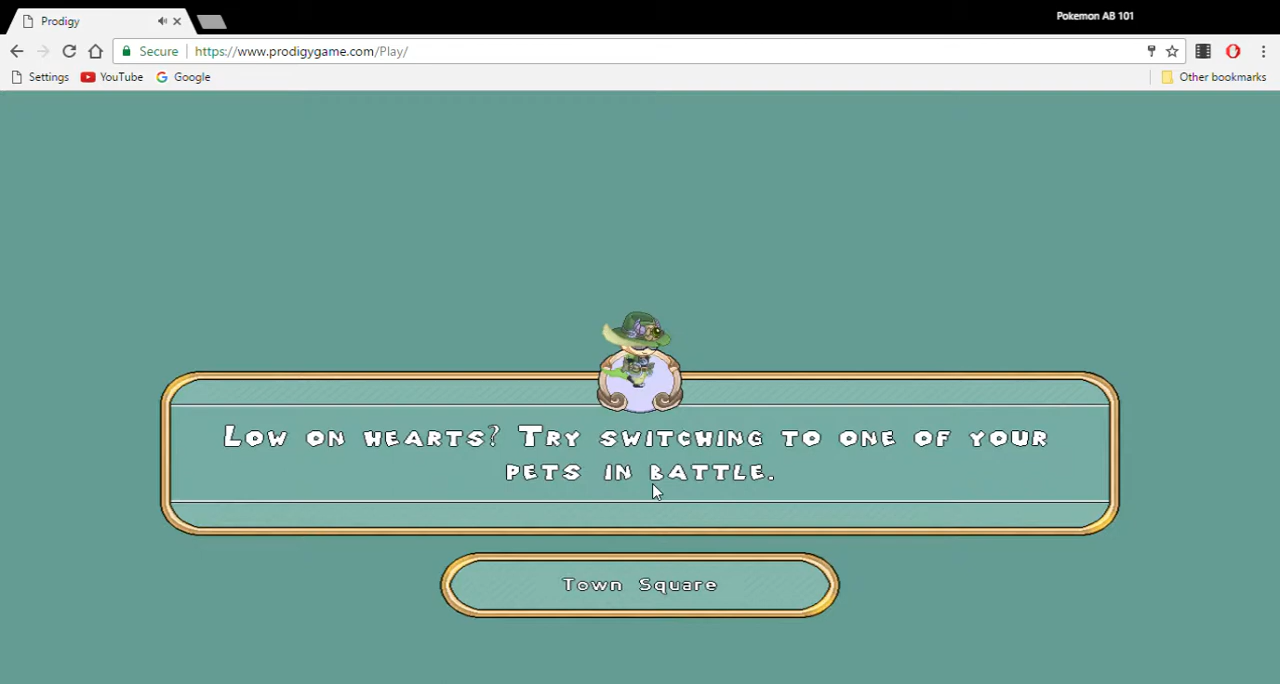 Prodigy
Pokemon AB 101
Secure https://www.prodigygame.com/Play/
Settings YouTube Google Other bookmarks
Low on hearts? Try switching to one of your
pets in battle.
Town Square